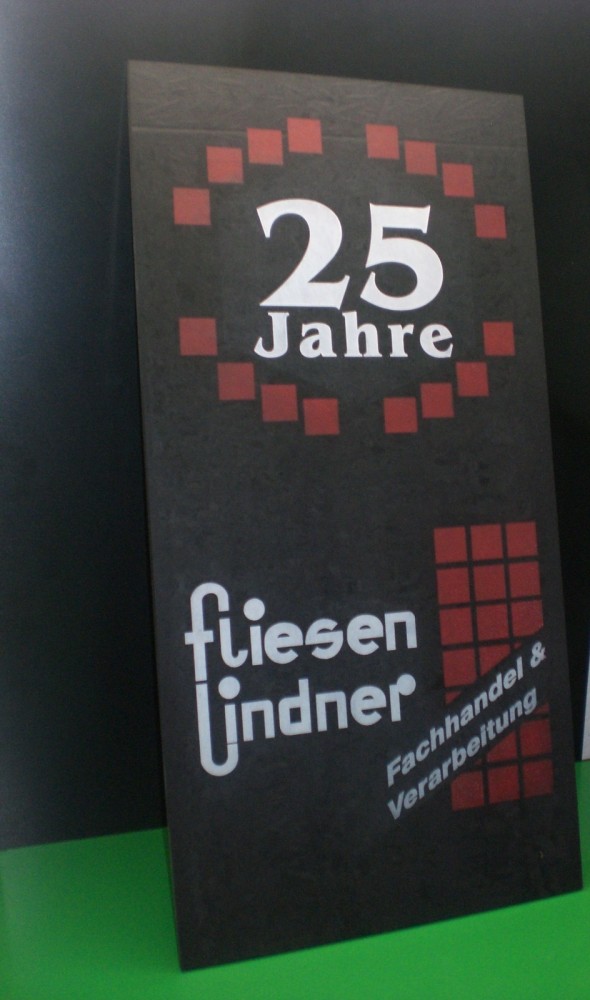 25
Jahre
fliesen
lindner
Fachhandel &
Verarbeitung